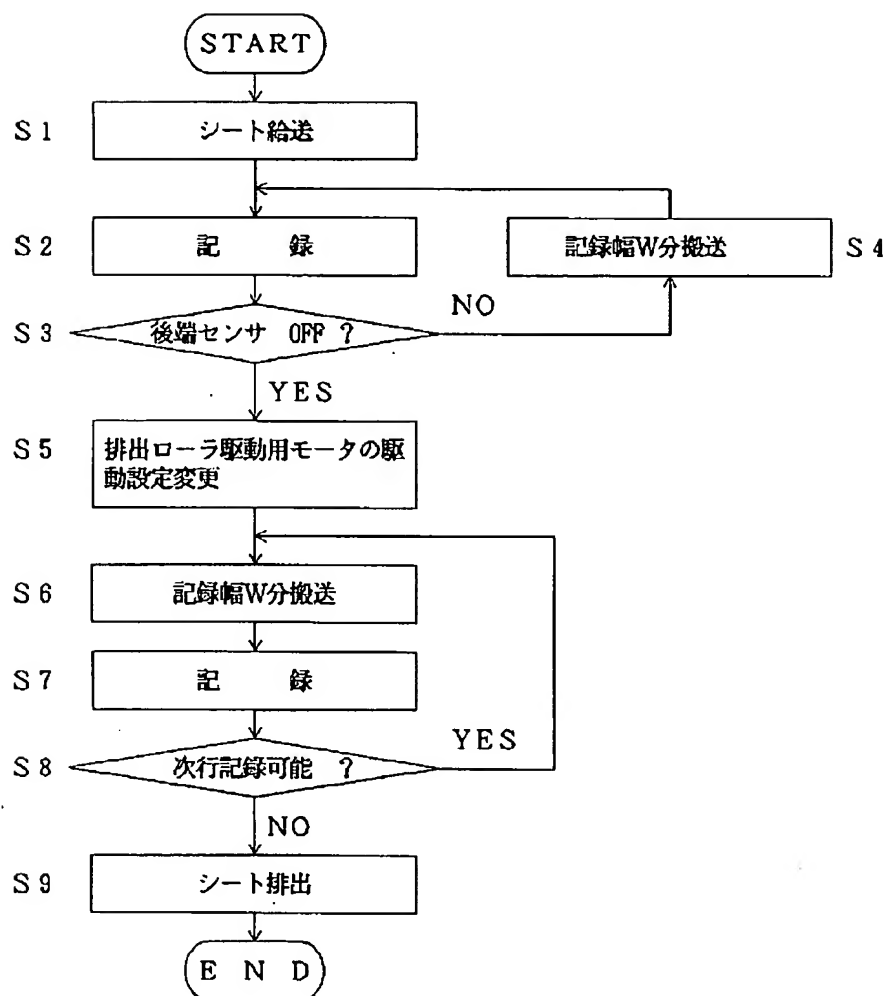 START
S1
シート給送
S2
記 録
記録幅W分搬送
S4
S3
後端センサ OFF ?
NO
YES
S5
排出ローラ駆動用モータの駆
動設定変更
S6
記録幅W分搬送
S7
記 録
S8
次行記録可能 ?
YES
NO
S9
シート排出
E N D